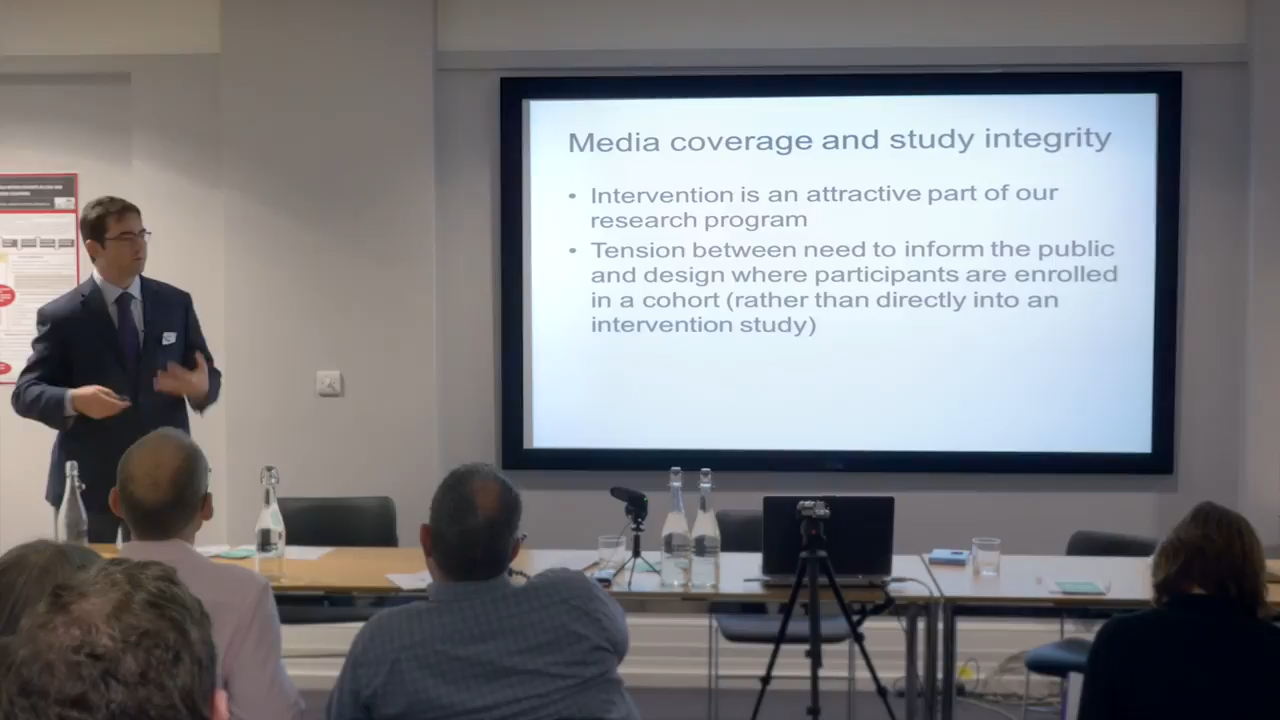 Media coverage and study integrity
• Intervention is an attractive part of our
research program
• Tension between need to inform the public
and design where participants are enrolled
in a cohort (rather than directly into an
intervention study)